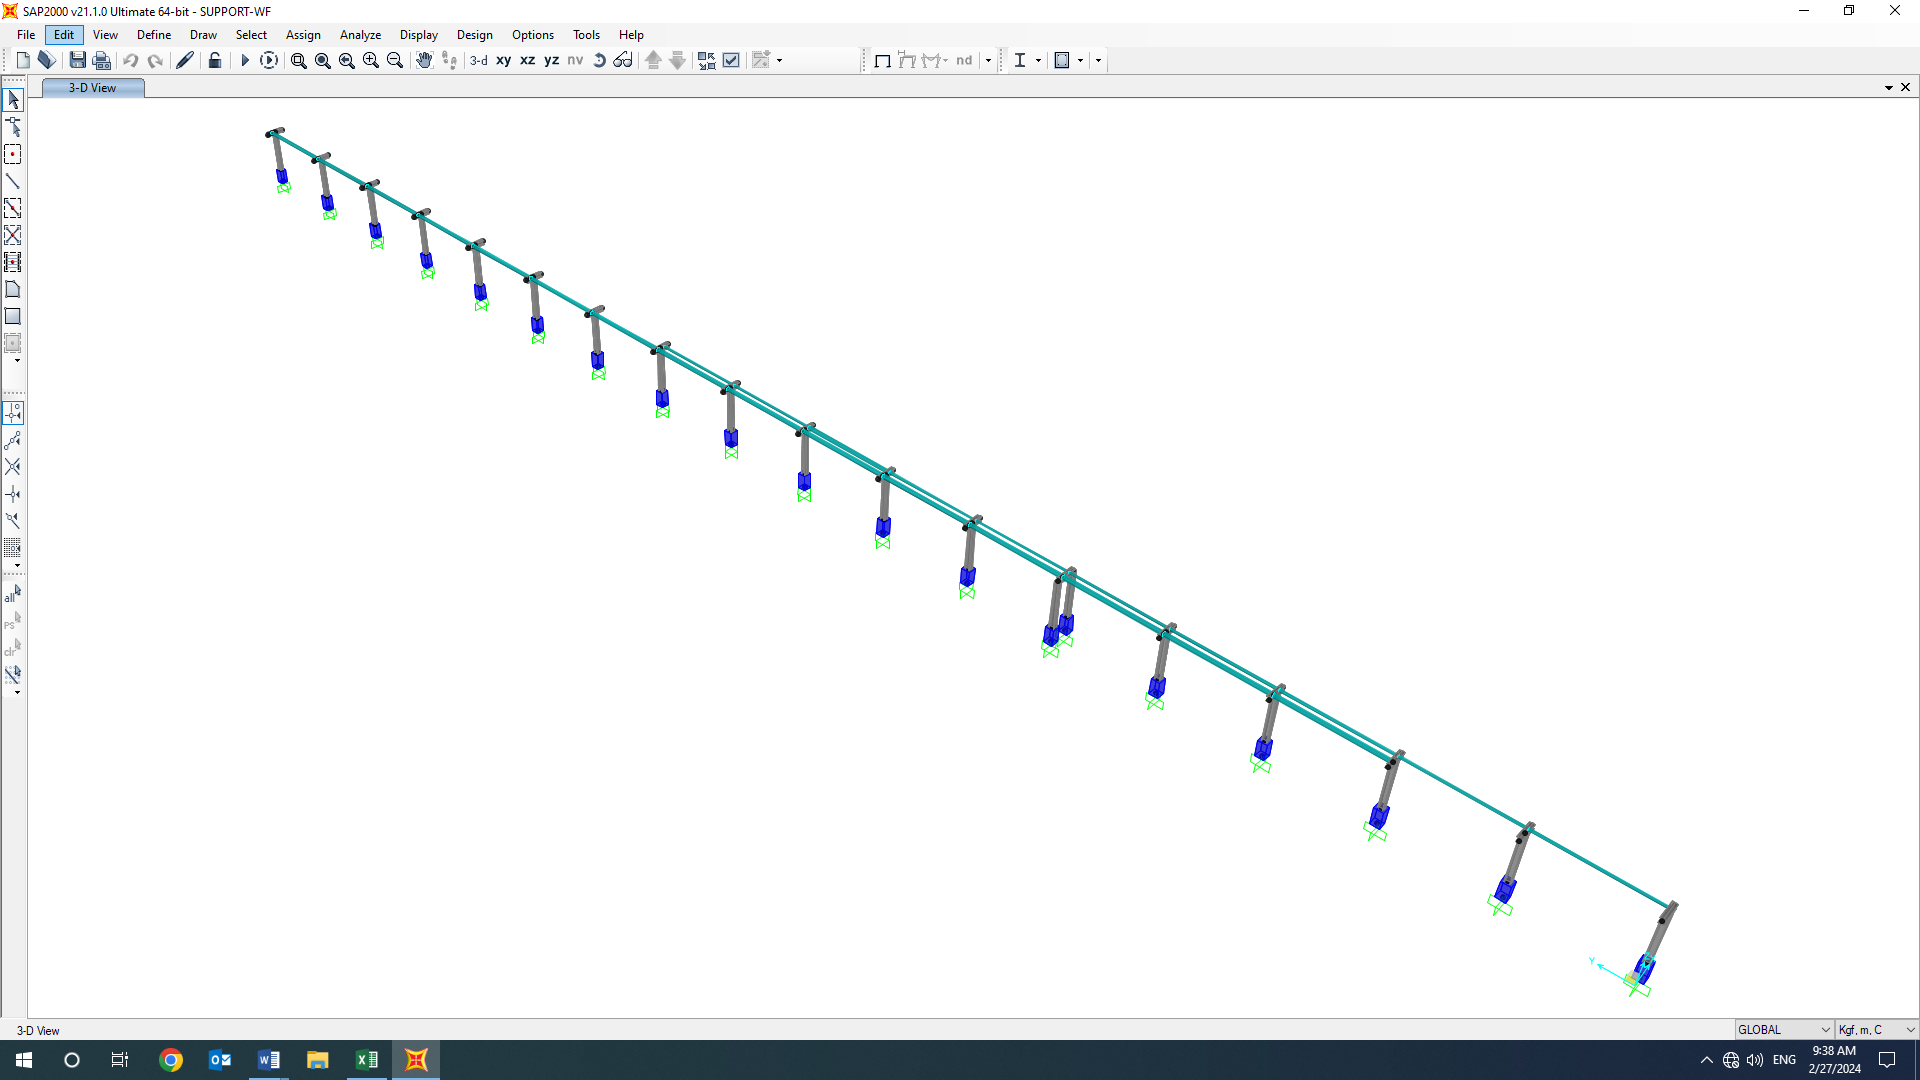 SAP2000 v21.1.0 Ultimate 64-bit - SUPPORT-WF
File Edit View Define Draw Select Assign Analyze Display Design Options Tools Help
3-d xy xz yz nv nd
3-D View
all
PS
clr
Y
3-D View GLOBAL Kgf, m, C
ENG 9:38 AM
2/27/2024